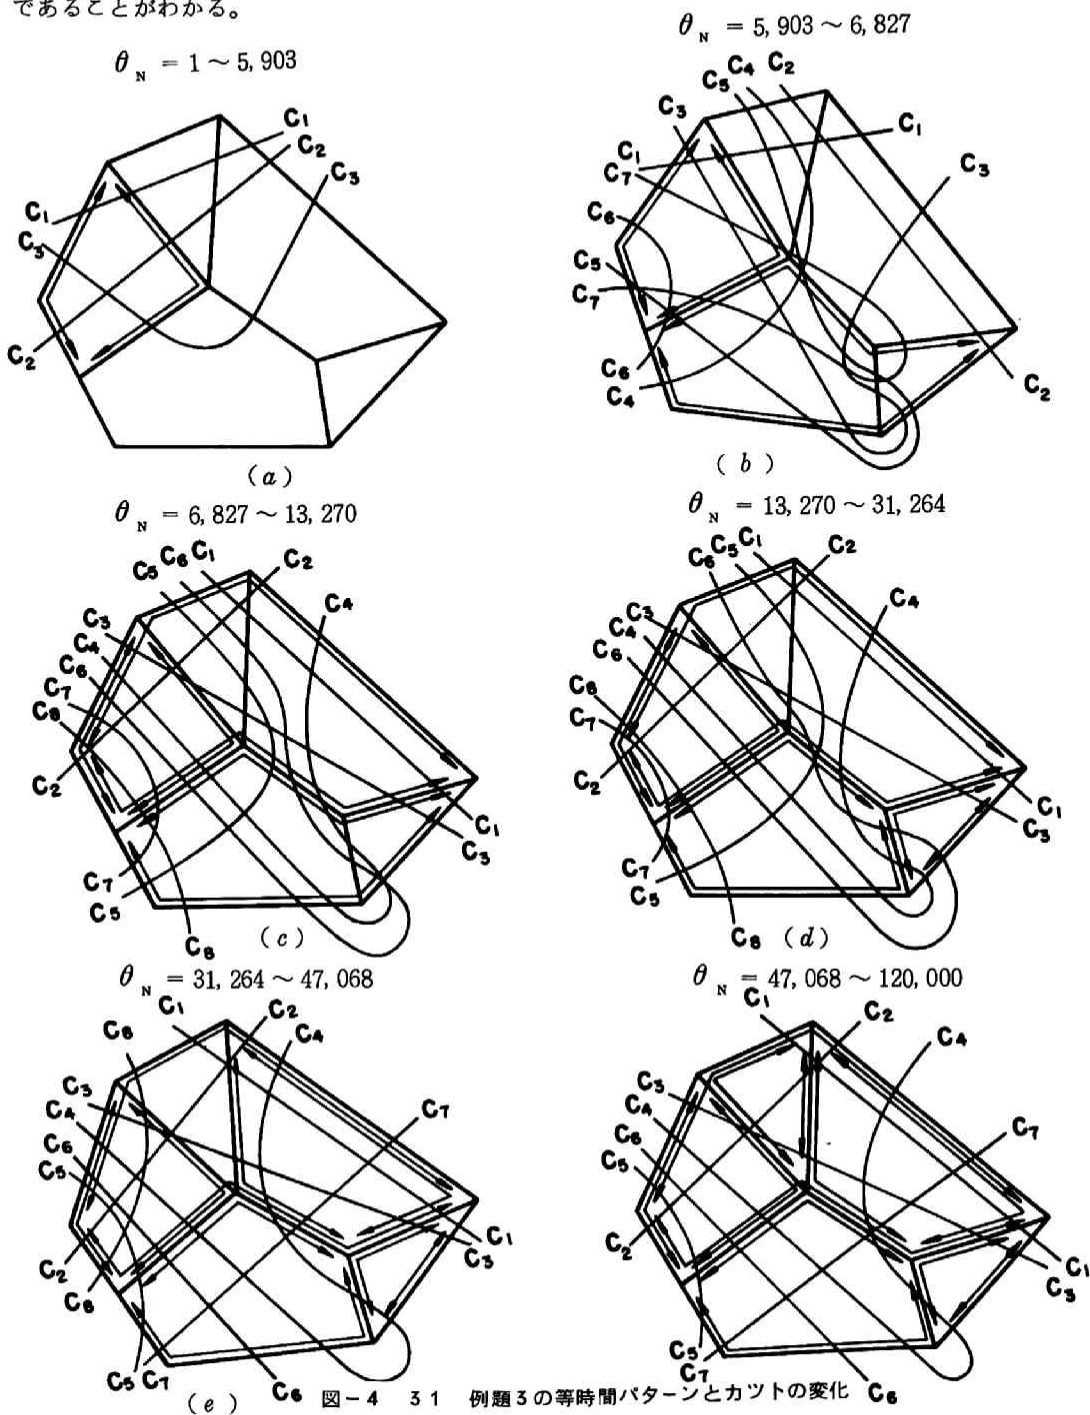 であることがわかる。
θN = 1～5,903
C1
C2
C3
C1
C3
C2
(a)
θN = 5,903～6,827
C5 C4 C2
C3
C1
C1
C7
C3
C6
C5
C7
C6
C4
C2
(b)
θN = 6,827～13,270
C5 C6 C1
C2
C3
C4
C4
C6
C7
C8
C2
C1
C3
C7
C5
C8
(c)
θN = 13,270～31,264
C6 C5 C1
C2
C3
C4
C4
C6
C8
C7
C2
C1
C3
C7
C5
C8
(d)
θN = 31,264～47,068
C1
C2
C8
C4
C3
C4
C7
C6
C5
C1
C3
C2
C8
C5 C7
C6
(e)
θN = 47,068～120,000
C1
C2
C4
C3
C4
C6
C7
C5
C2
C1
C3
C5
C7
C6
図－4 31 例題3の等時間パターンとカツトの変化